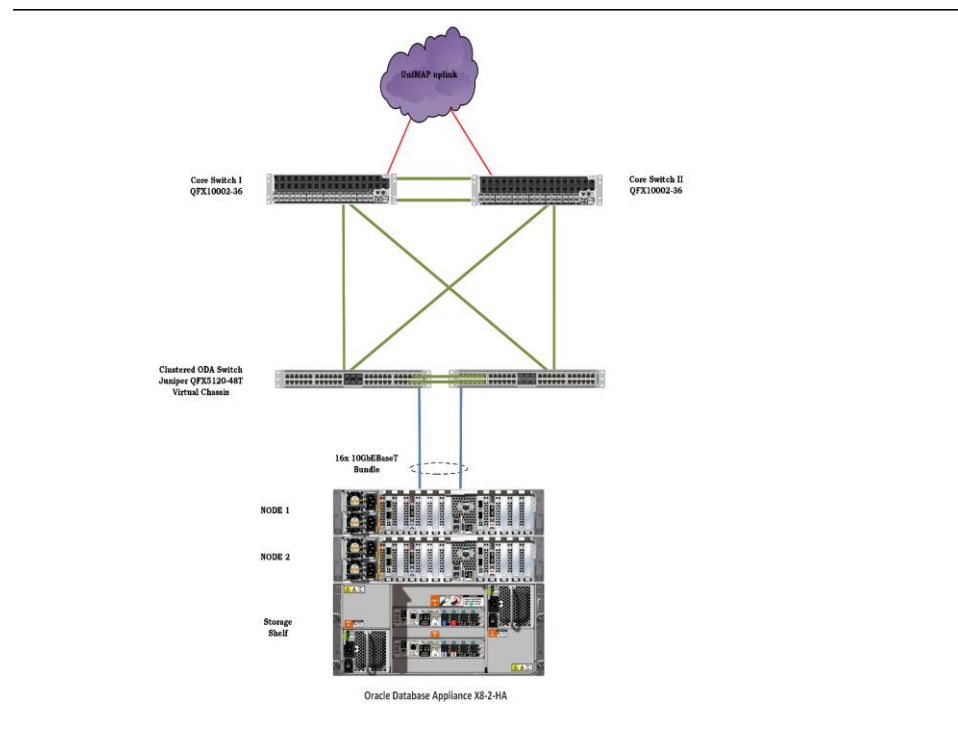 UniMAP uplink
Core Switch I
QFX10002-36
Core Switch II
QFX10002-36
Clustered ODA Switch
Juniper QFX5120-48T
Virtual Chassis
16x 10GbEBaseT
Bundle
NODE 1
NODE 2
Storage
Shelf
Oracle Database Appliance X8-2-HA